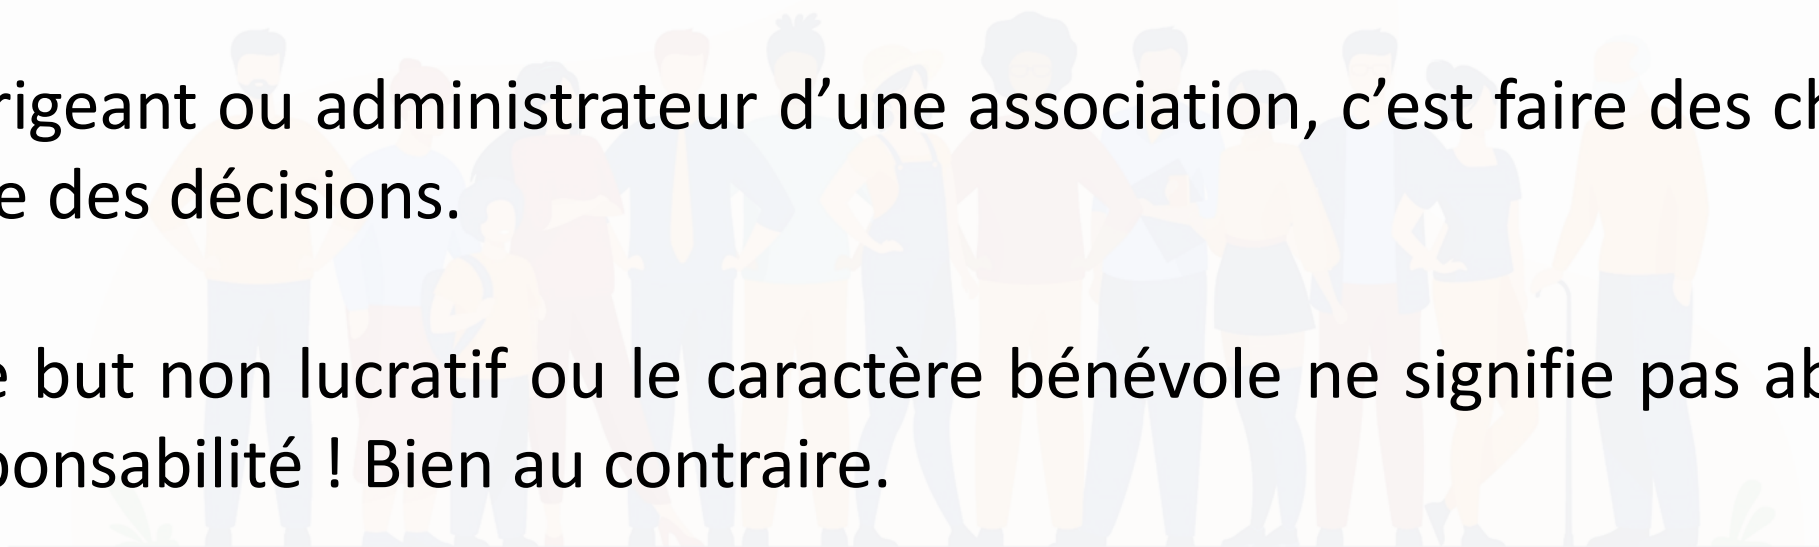 rigeant ou administrateur d’une association, c’est faire des ch
e des décisions.
e but non lucratif ou le caractère bénévole ne signifie pas ab
ponsabilité ! Bien au contraire.